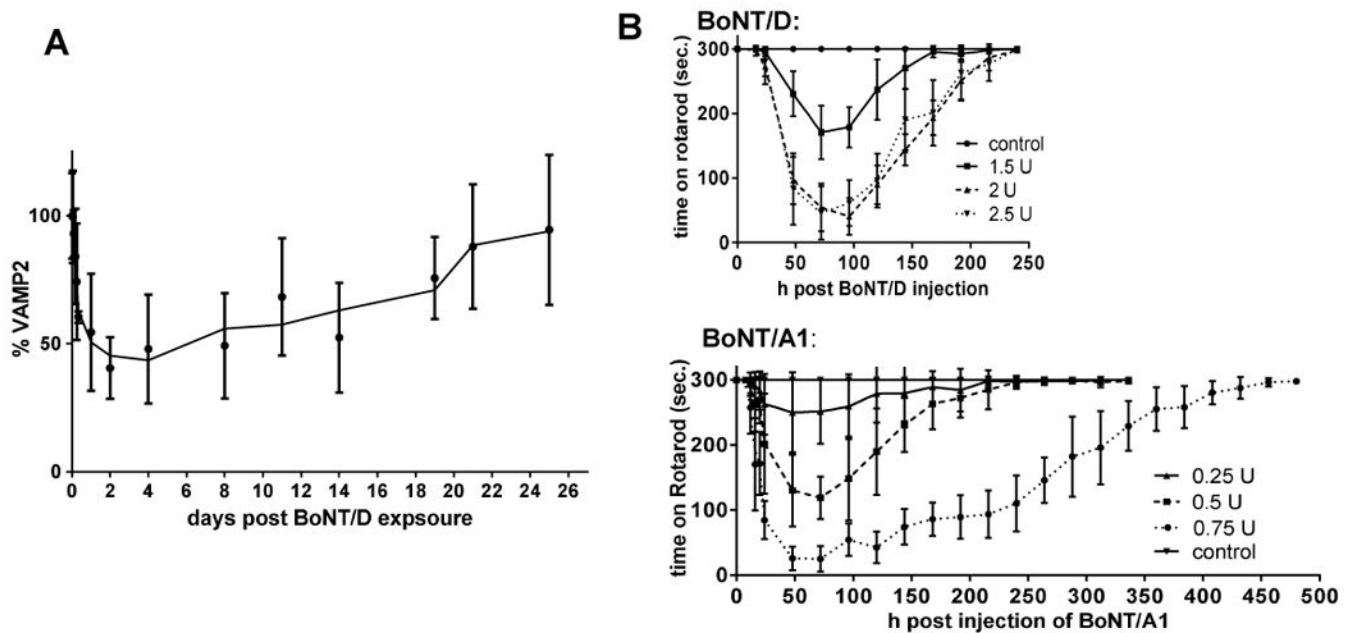 A
% VAMP2
100
50
0
0 2 4 6 8 10 12 14 16 18 20 22 24 26
days post BoNT/D expsoure
B
BoNT/D:
time on rotarod (sec.)
300
200
100
0
0 50 100 150 200 250
h post BoNT/D injection
control
1.5 U
2 U
2.5 U
BoNT/A1:
time on Rotarod (sec.)
300
200
100
0
0 50 100 150 200 250 300 350 400 450 500
h post injection of BoNT/A1
0.25 U
0.5 U
0.75 U
control